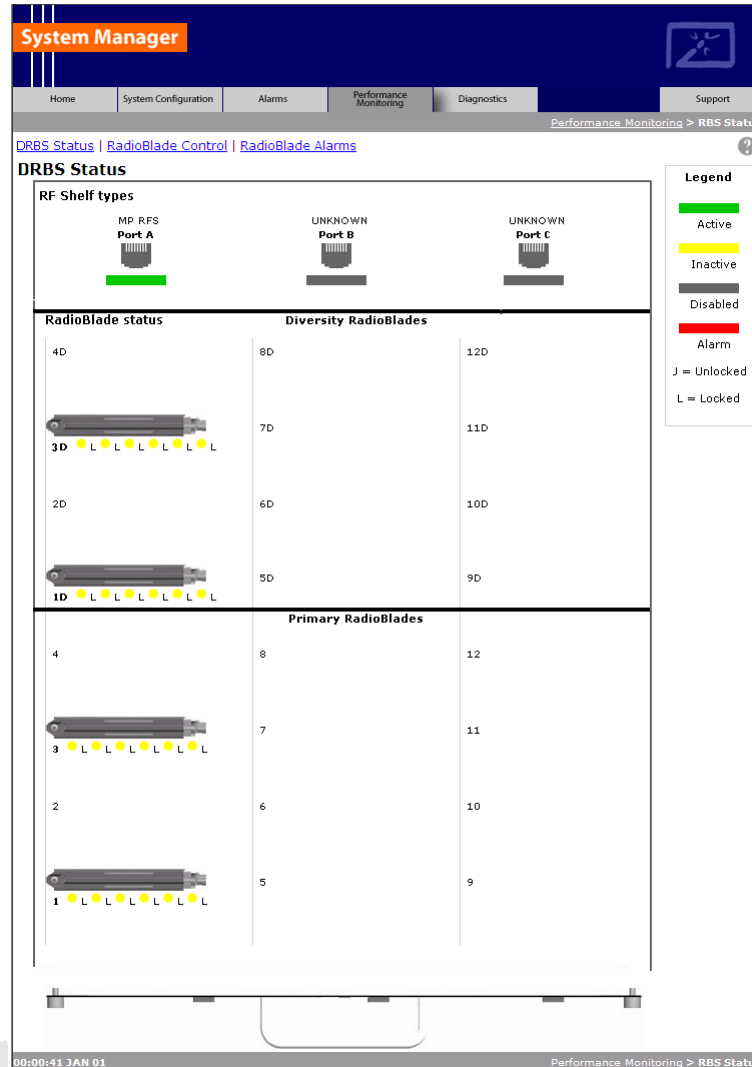 System Manager
Home System Configuration Alarms Performance Monitoring Diagnostics Support
Performance Monitoring > RBS Statu
DRBS Status | RadioBlade Control | RadioBlade Alarms
DRBS Status
RF Shelf types
MP RFS UNKNOWN UNKNOWN
Port A Port B Port C
RadioBlade status Diversity RadioBlades
4D 8D 12D
7D 11D
3D L L L L L L
2D 6D 10D
5D 9D
1D L L L L L L
Primary RadioBlades
4 8 12
7 11
3 L L L L L L
2 6 10
5 9
1 L L L L L L
Legend
Active
Inactive
Disabled
Alarm
J = Unlocked
L = Locked
00:00:41 JAN 01 Performance Monitoring > RBS Statu